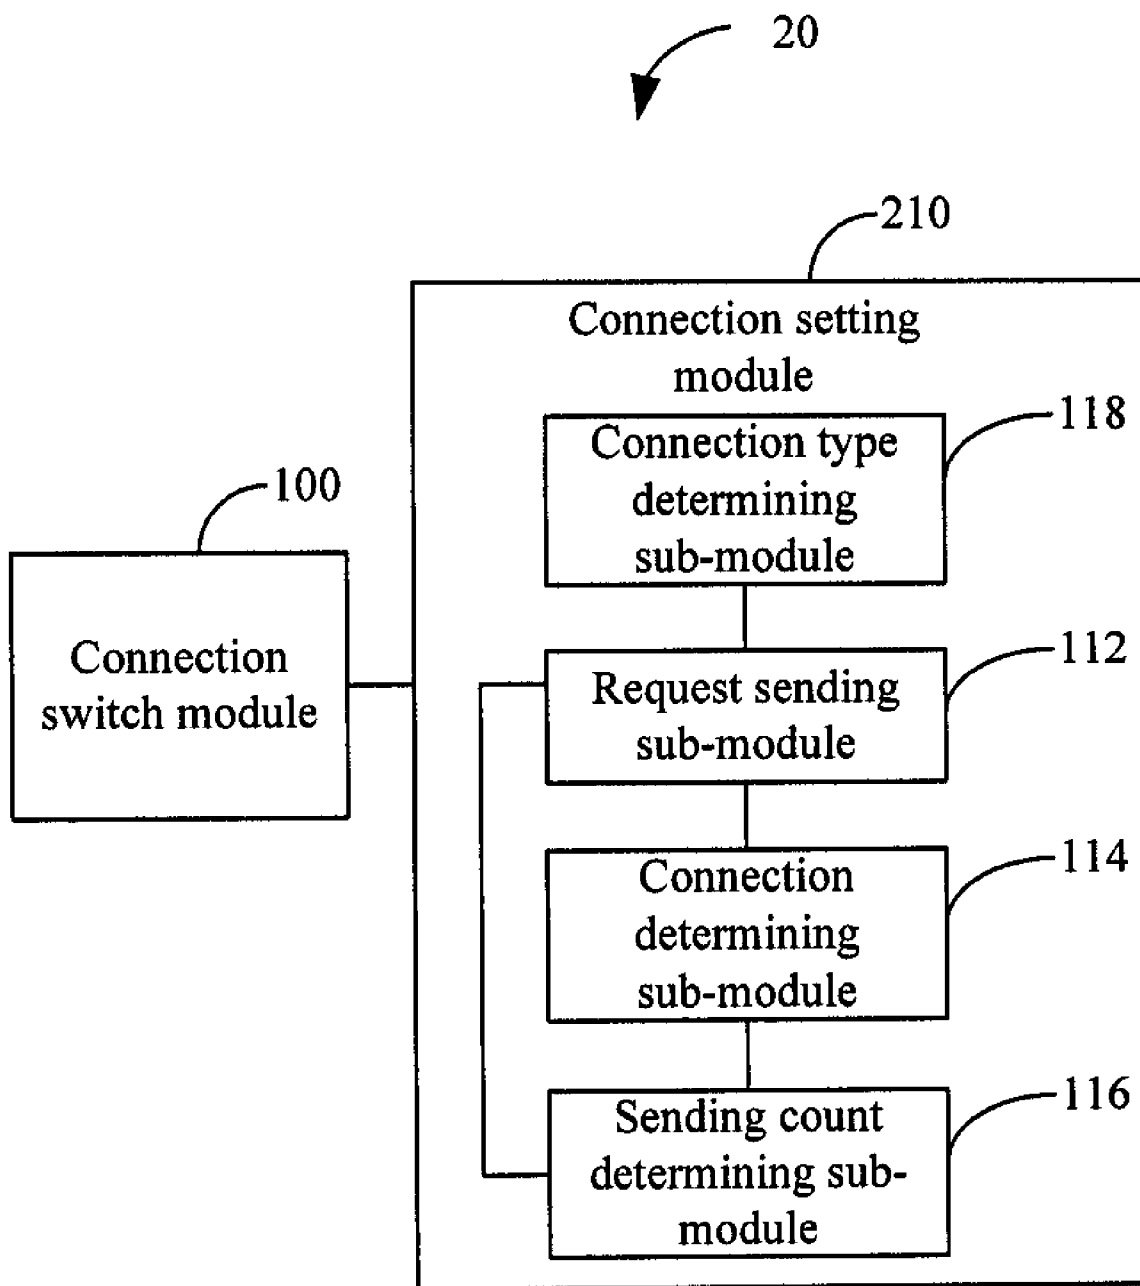 20
210
Connection setting
module
118
Connection type
determining
sub-module
100
Connection
switch module
112
Request sending
sub-module
114
Connection
determining
sub-module
116
Sending count
determining sub-
module